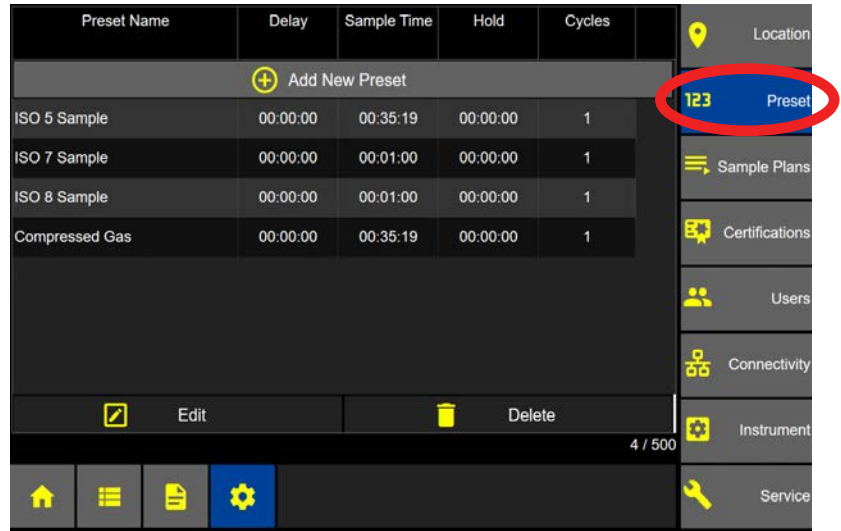 Preset Name Delay Sample Time Hold Cycles
Add New Preset
ISO 5 Sample 00:00:00 00:35:19 00:00:00 1
ISO 7 Sample 00:00:00 00:01:00 00:00:00 1
ISO 8 Sample 00:00:00 00:01:00 00:00:00 1
Compressed Gas 00:00:00 00:35:19 00:00:00 1
Edit Delete
4 / 500
Location
123 Preset
Sample Plans
Certifications
Users
Connectivity
Instrument
Service